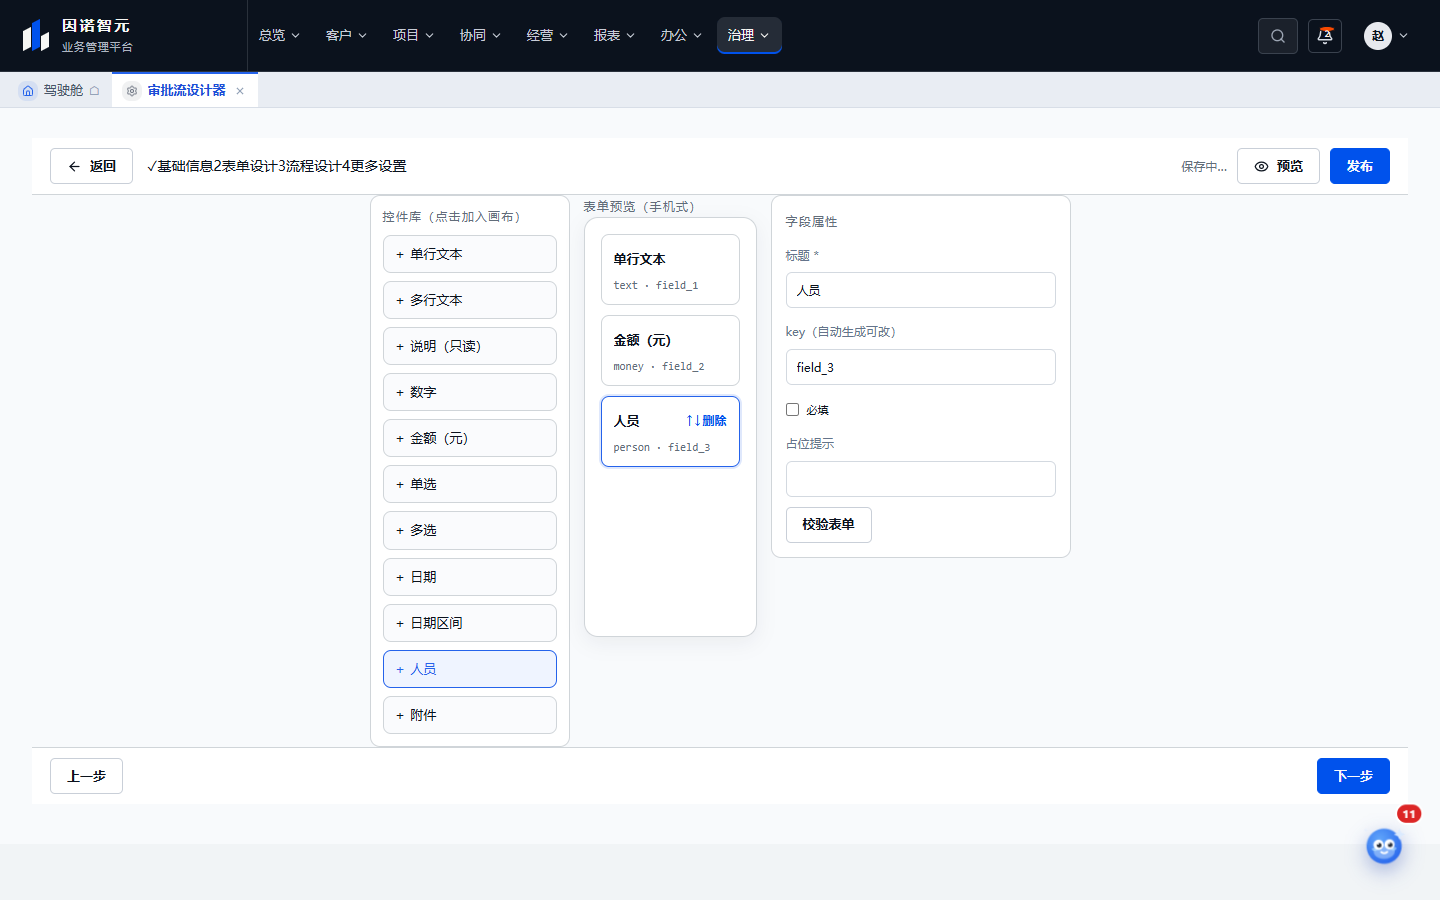 因诺智元
业务管理平台
总览 客户 项目 协同 经营 报表 办公 治理
赵
驾驶舱 审批流设计器 ×
返回 ✓基础信息2表单设计3流程设计4更多设置 保存中... 预览 发布
控件库（点击加入画布）
+ 单行文本
+ 多行文本
+ 说明（只读）
+ 数字
+ 金额（元）
+ 单选
+ 多选
+ 日期
+ 日期区间
+ 人员
+ 附件
表单预览（手机式）
单行文本
text · field_1
金额（元）
money · field_2
人员 ↑↓删除
person · field_3
字段属性
标题 *
人员
key（自动生成可改）
field_3
必填
占位提示
校验表单
上一步 下一步
11